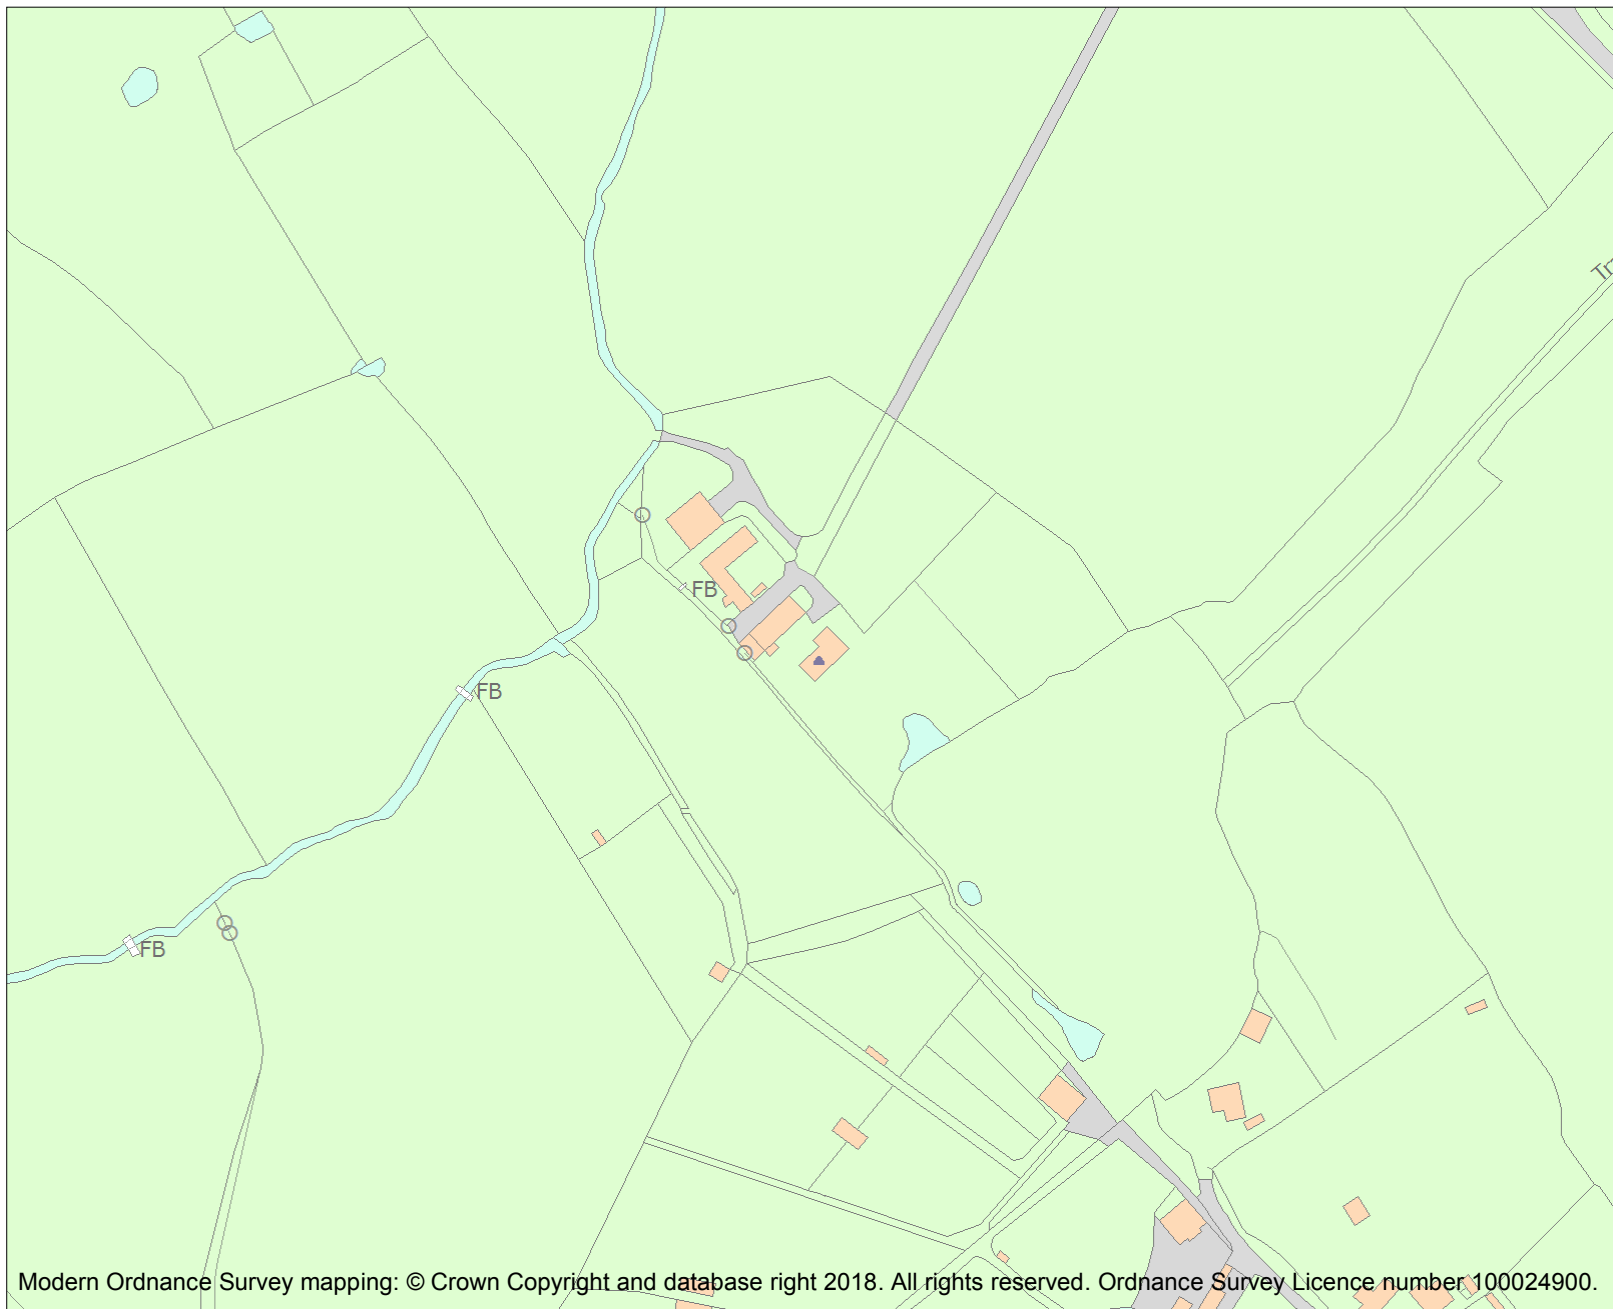 Tr
FB
FB
FB
Modern Ordnance Survey mapping: © Crown Copyright and database right 2018. All rights reserved. Ordnance Survey Licence number 100024900.